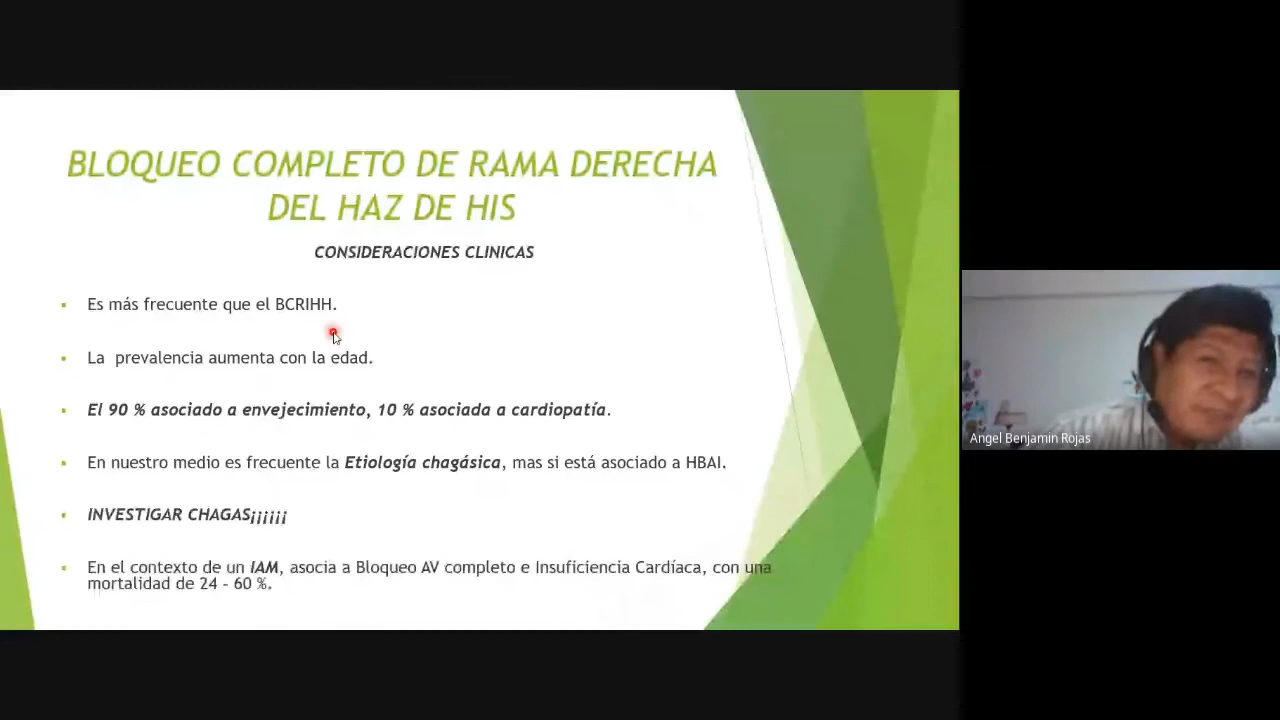 BLOQUEO COMPLETO DE RAMA DERECHA
DEL HAZ DE HIS
CONSIDERACIONES CLINICAS
Es más frecuente que el BCRIHH.
La prevalencia aumenta con la edad.
El 90 % asociado a envejecimiento, 10 % asociada a cardiopatía.
En nuestro medio es frecuente la Etiología chagásica, mas si está asociado a HBAI.
INVESTIGAR CHAGAS¡¡¡¡¡¡
En el contexto de un IAM, asocia a Bloqueo AV completo e Insuficiencia Cardíaca, con una
mortalidad de 24 - 60 %.
Angel Benjamin Rojas